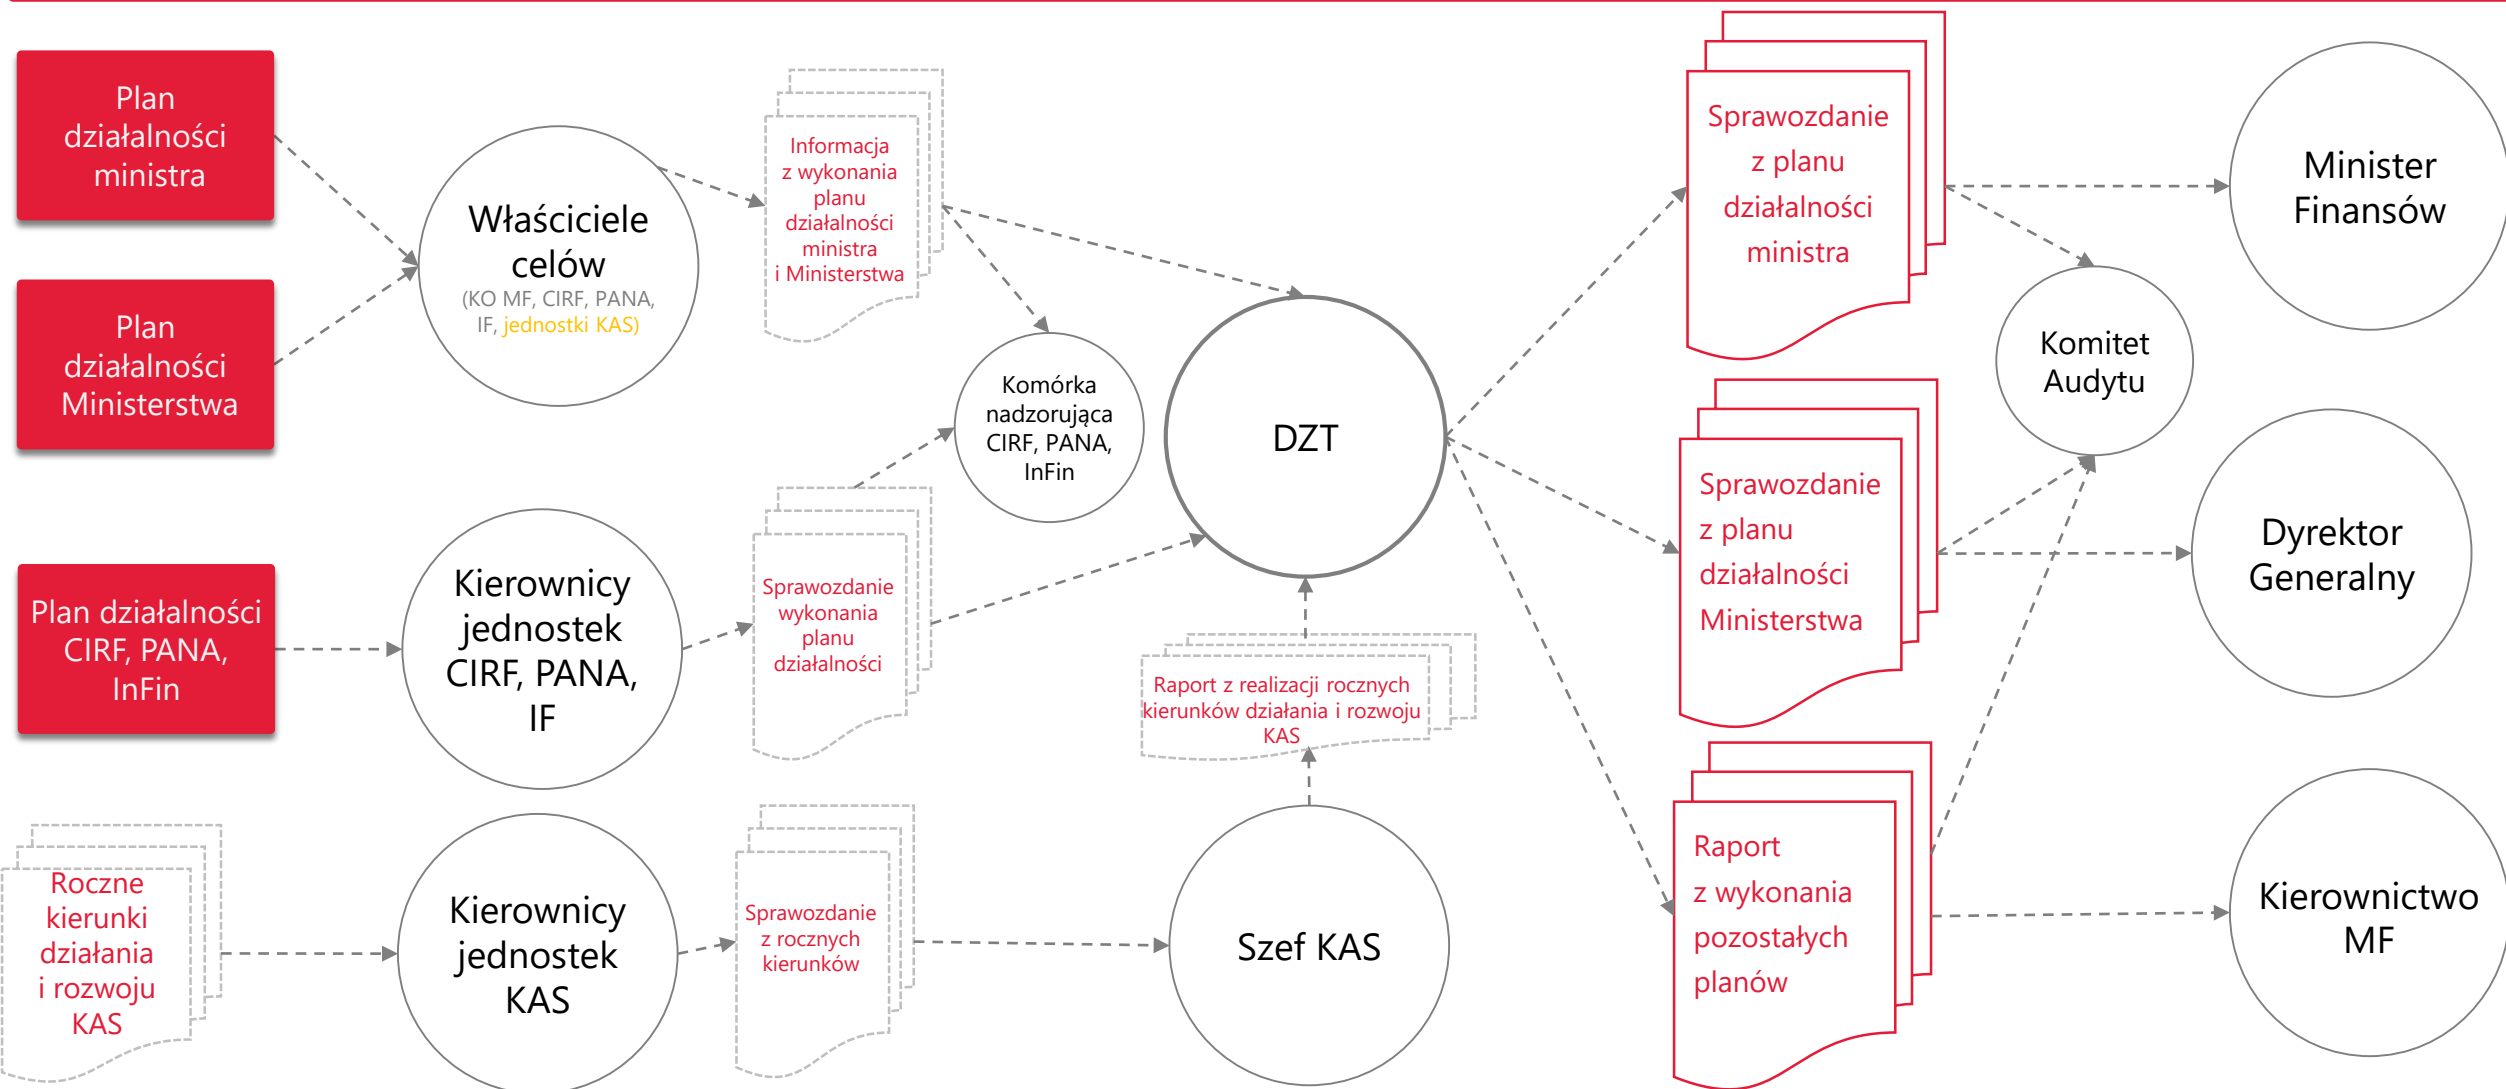 Plan
działalności
ministra
Plan
działalności
Ministerstwa
Plan działalności
CIRF, PANA,
InFin
Roczne
kierunki
działania
i rozwoju
KAS
Właściciele
celów
(KO MF, CIRF, PANA,
IF, jednostki KAS)
Kierownicy
jednostek
CIRF, PANA,
IF
Kierownicy
jednostek
KAS
Informacja
z wykonania
planu
działalności
ministra
i Ministerstwa
Sprawozdanie
wykonania
planu
działalności
Sprawozdanie
z rocznych
kierunków
Komórka
nadzorująca
CIRF, PANA,
InFin
DZT
Raport z realizacji rocznych
kierunków działania i rozwoju
KAS
Szef KAS
Sprawozdanie
z planu
działalności
ministra
Sprawozdanie
z planu
działalności
Ministerstwa
Raport
z wykonania
pozostałych
planów
Komitet
Audytu
Minister
Finansów
Dyrektor
Generalny
Kierownictwo
MF